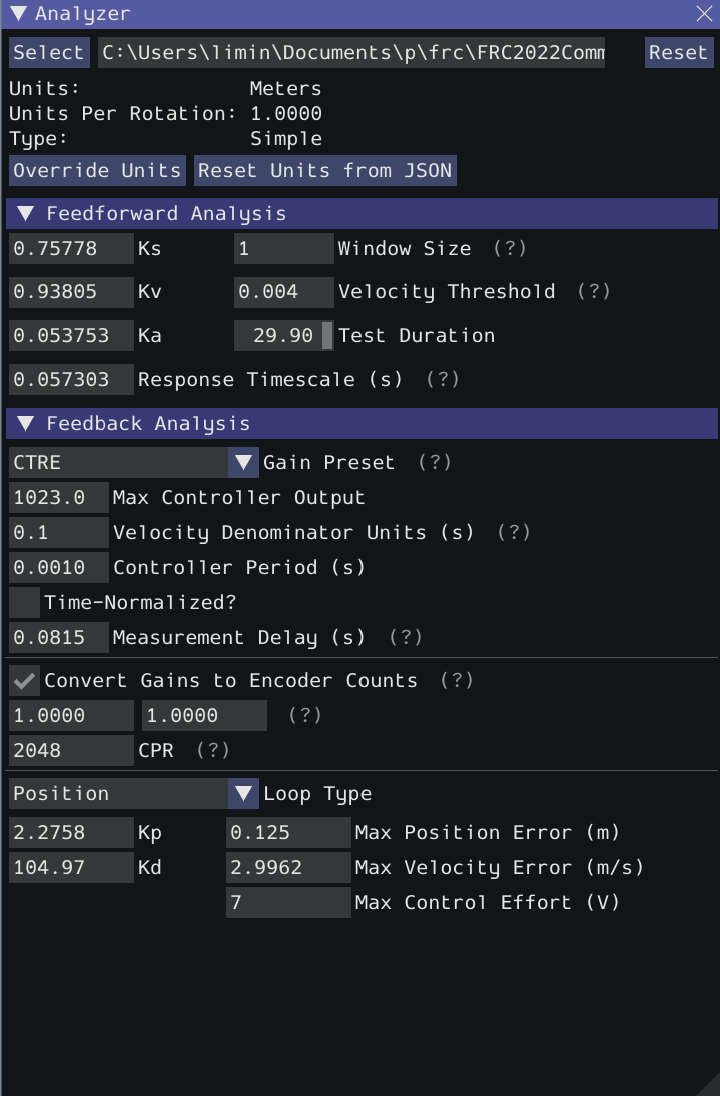 Analyzer
Select C:\Users\limin\Documents\p\frc\FRC2022Comm Reset
Units: Meters
Units Per Rotation: 1.0000
Type: Simple
Override Units Reset Units from JSON
Feedforward Analysis
0.75778 Ks 1 Window Size (?)
0.93805 Kv 0.004 Velocity Threshold (?)
0.053753 Ka 29.90 Test Duration
0.057303 Response Timescale (s) (?)
Feedback Analysis
CTRE Gain Preset (?)
1023.0 Max Controller Output
0.1 Velocity Denominator Units (s) (?)
0.0010 Controller Period (s)
Time-Normalized?
0.0815 Measurement Delay (s) (?)
Convert Gains to Encoder Counts (?)
1.0000 1.0000 (?)
2048 CPR (?)
Position Loop Type
2.2758 Kp 0.125 Max Position Error (m)
104.97 Kd 2.9962 Max Velocity Error (m/s)
7 Max Control Effort (V)